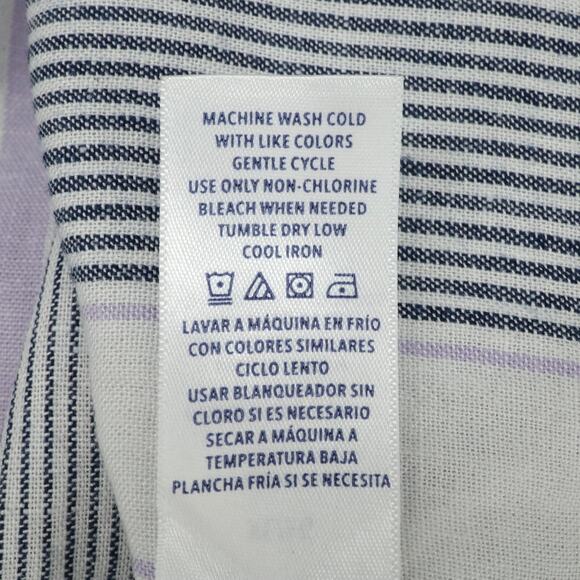 MACHINE WASH COLD
WITH LIKE COLORS
GENTLE CYCLE
USE ONLY NON-CHLORINE
BLEACH WHEN NEEDED
TUMBLE DRY LOW
COOL IRON
LAVAR A MÁQUINA EN FRÍO
CON COLORES SIMILARES
CICLO LENTO
USAR BLANQUEADOR SIN
CLORO SI ES NECESARIO
SECAR A MÁQUINA A
TEMPERATURA BAJA
PLANCHA FRÍA SI SE NECESITA